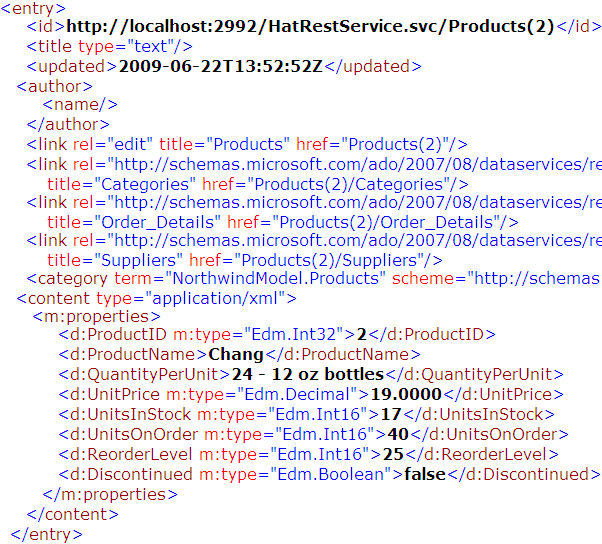 <entry>
<id>http://localhost:2992/HatRestService.svc/Products(2)</id>
<title type="text"/>
<updated>2009-06-22T13:52:52Z</updated>
<author>
<name/>
</author>
<link rel="edit" title="Products" href="Products(2)"/>
<link rel="http://schemas.microsoft.com/ado/2007/08/dataservices/re
title="Categories" href="Products(2)/Categories"/>
<link rel="http://schemas.microsoft.com/ado/2007/08/dataservices/re
title="Order_Details" href="Products(2)/Order_Details"/>
<link rel="http://schemas.microsoft.com/ado/2007/08/dataservices/re
title="Suppliers" href="Products(2)/Suppliers"/>
<category term="NorthwindModel.Products" scheme="http://schemas
<content type="application/xml">
<m:properties>
<d:ProductID m:type="Edm.Int32">2</d:ProductID>
<d:ProductName>Chang</d:ProductName>
<d:QuantityPerUnit>24 - 12 oz bottles</d:QuantityPerUnit>
<d:UnitPrice m:type="Edm.Decimal">19.0000</d:UnitPrice>
<d:UnitsInStock m:type="Edm.Int16">17</d:UnitsInStock>
<d:UnitsOnOrder m:type="Edm.Int16">40</d:UnitsOnOrder>
<d:ReorderLevel m:type="Edm.Int16">25</d:ReorderLevel>
<d:Discontinued m:type="Edm.Boolean">false</d:Discontinued>
</m:properties>
</content>
</entry>